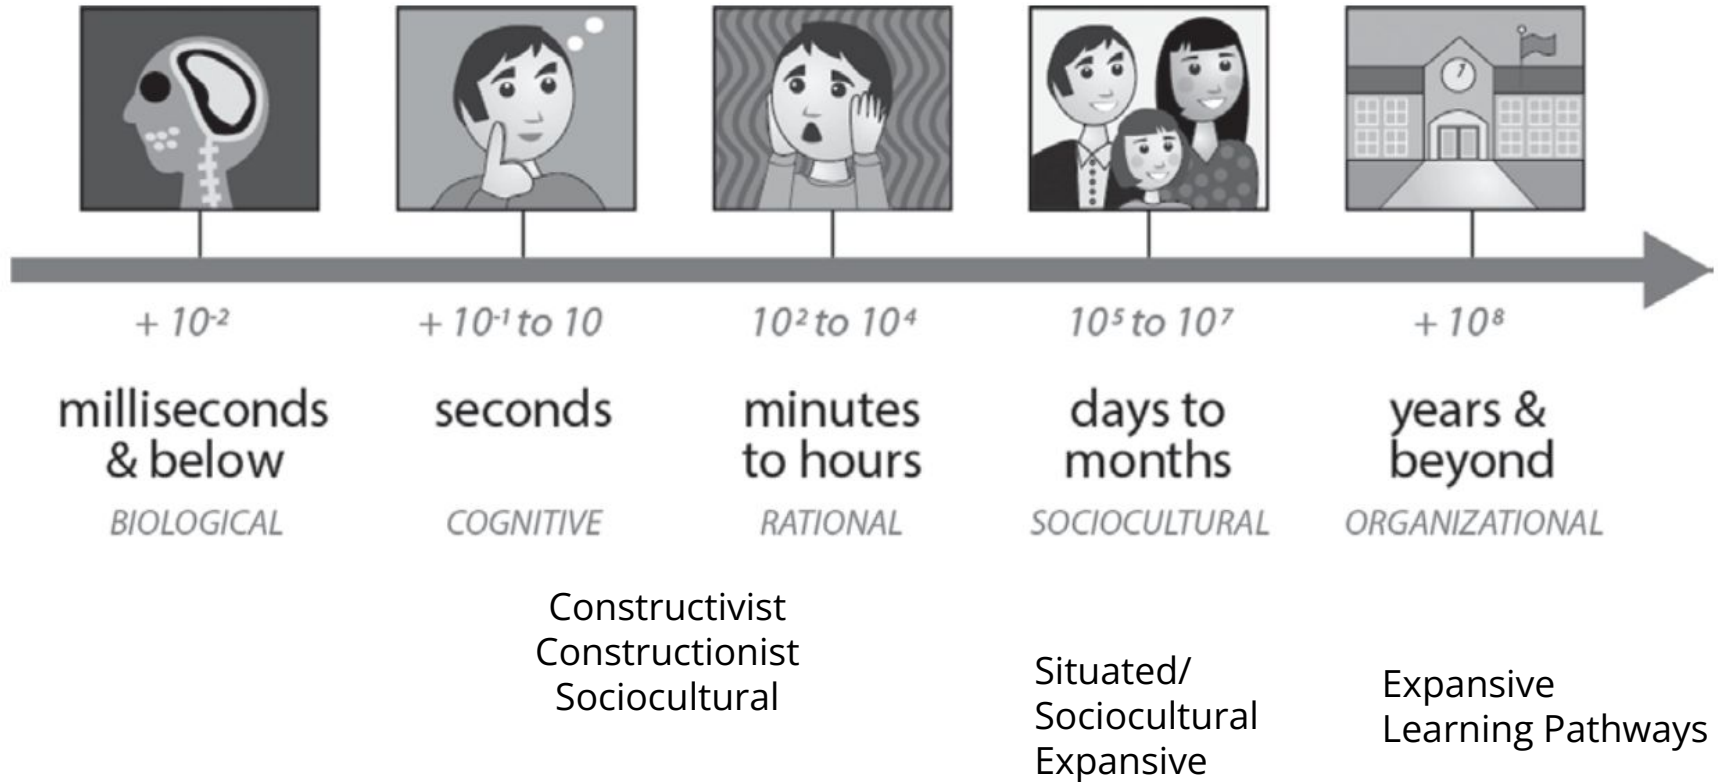 + 10⁻²
+ 10⁻¹ to 10
10² to 10⁴
10⁵ to 10⁷
+ 10⁸
milliseconds
& below
seconds
minutes
to hours
days to
months
years &
beyond
BIOLOGICAL
COGNITIVE
RATIONAL
SOCIOCULTURAL
ORGANIZATIONAL
Constructivist
Constructionist
Sociocultural
Situated/
Sociocultural
Expansive
Expansive
Learning Pathways